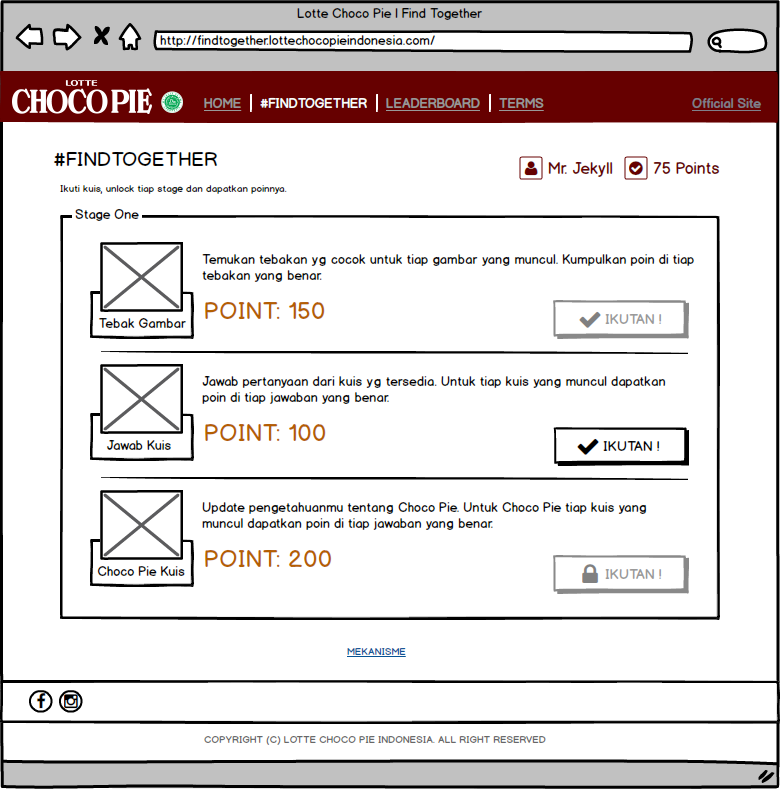 Lotte Choco Pie | Find Together
http://findtogether.lottechocopieindonesia.com/
LOTTE
CHOCO PIE
HOME | #FINDTOGETHER | LEADERBOARD | TERMS
Official Site
#FINDTOGETHER
Mr. Jekyll
75 Points
Ikuti kuis, unlock tiap stage dan dapatkan poinnya.
Stage One
Temukan tebakan yg cocok untuk tiap gambar yang muncul. Kumpulkan poin di tiap
tebakan yang benar.
POINT: 150
Tebak Gambar
IKUTAN !
Jawab pertanyaan dari kuis yg tersedia. Untuk tiap kuis yang muncul dapatkan
poin di tiap jawaban yang benar.
POINT: 100
Jawab Kuis
IKUTAN !
Update pengetahuanmu tentang Choco Pie. Untuk Choco Pie tiap kuis yang
muncul dapatkan poin di tiap jawaban yang benar.
POINT: 200
Choco Pie Kuis
IKUTAN !
MEKANISME
COPYRIGHT (C) LOTTE CHOCO PIE INDONESIA. ALL RIGHT RESERVED